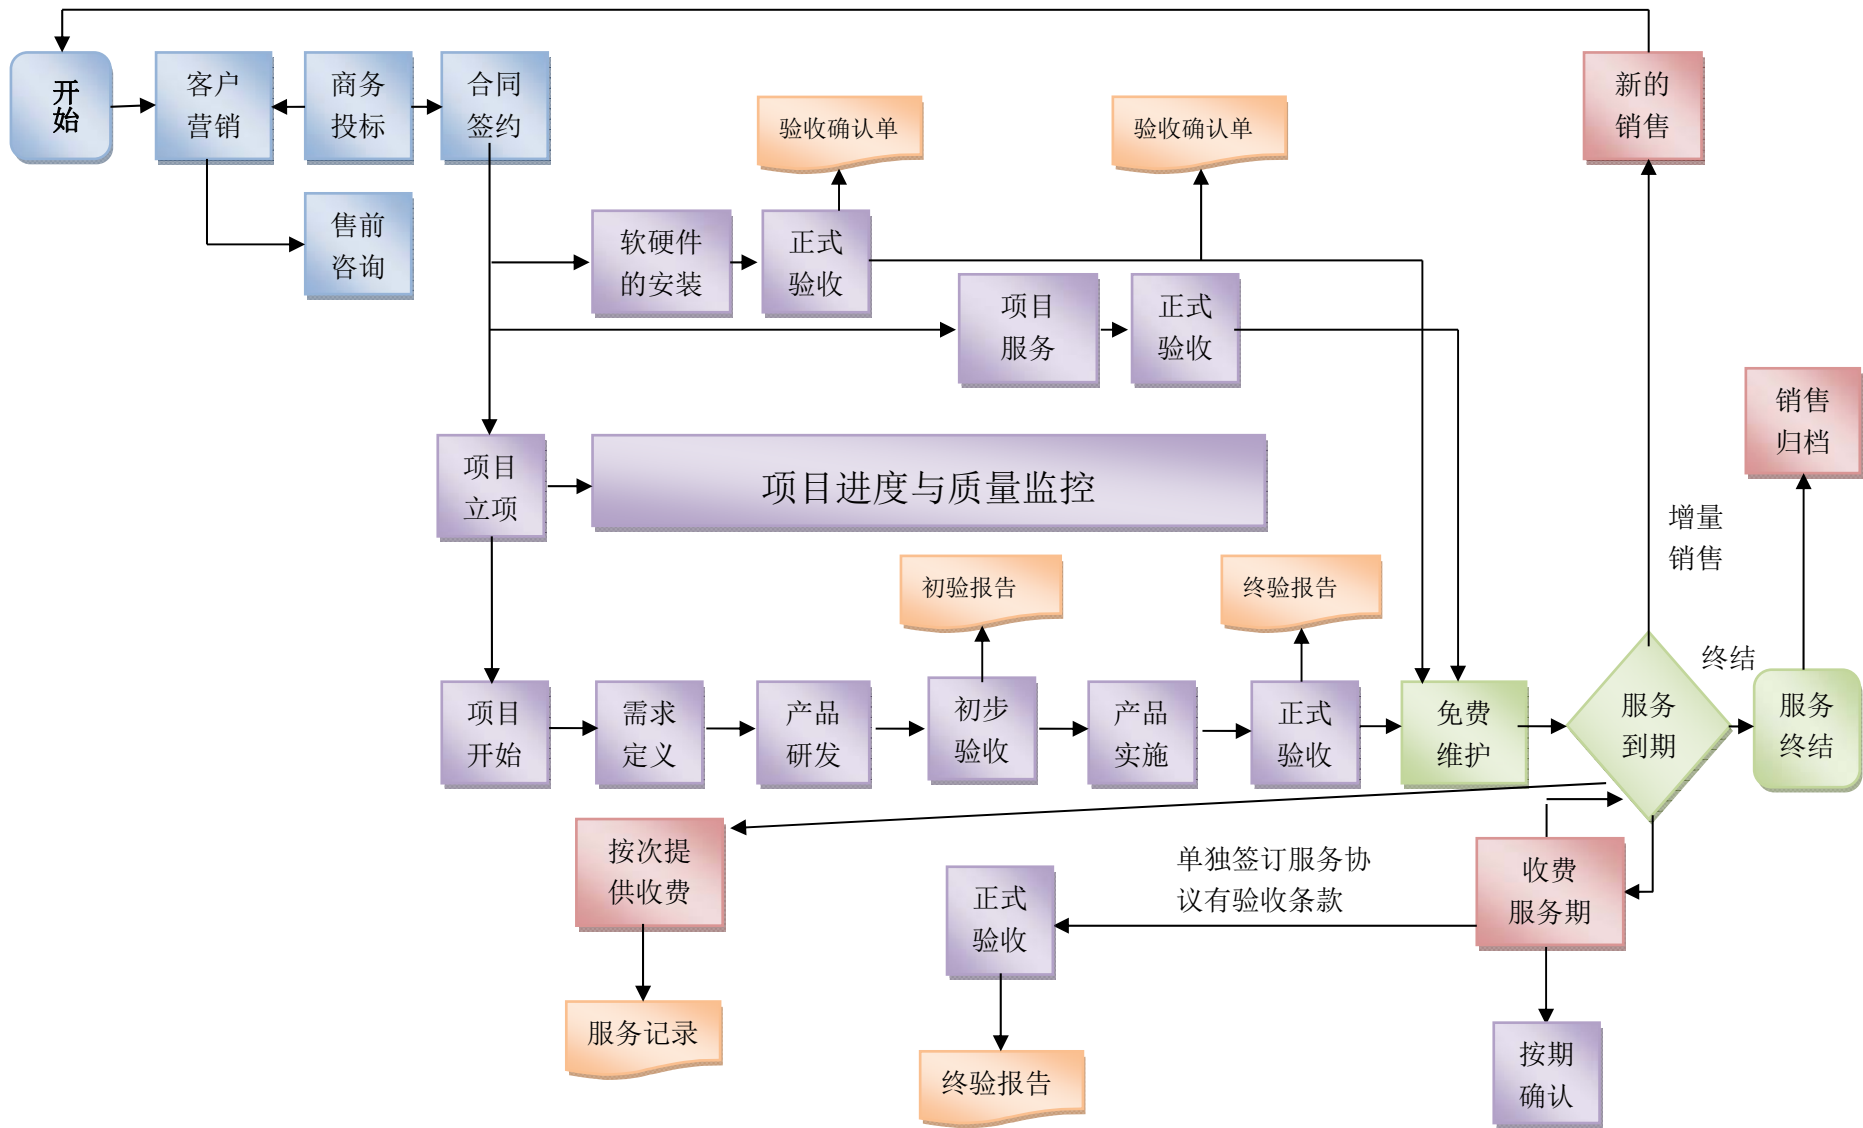 开
始
客户
营销
商务
投标
合同
签约
新的
销售
验收确认单
验收确认单
售前
咨询
软硬件
的安装
正式
验收
项目
服务
正式
验收
销售
归档
项目
立项
项目进度与质量监控
增量
销售
初验报告
终验报告
终结
项目
开始
需求
定义
产品
研发
初步
验收
产品
实施
正式
验收
免费
维护
服务
到期
服务
终结
按次提
供收费
单独签订服务协
议有验收条款
正式
验收
收费
服务期
服务记录
终验报告
按期
确认